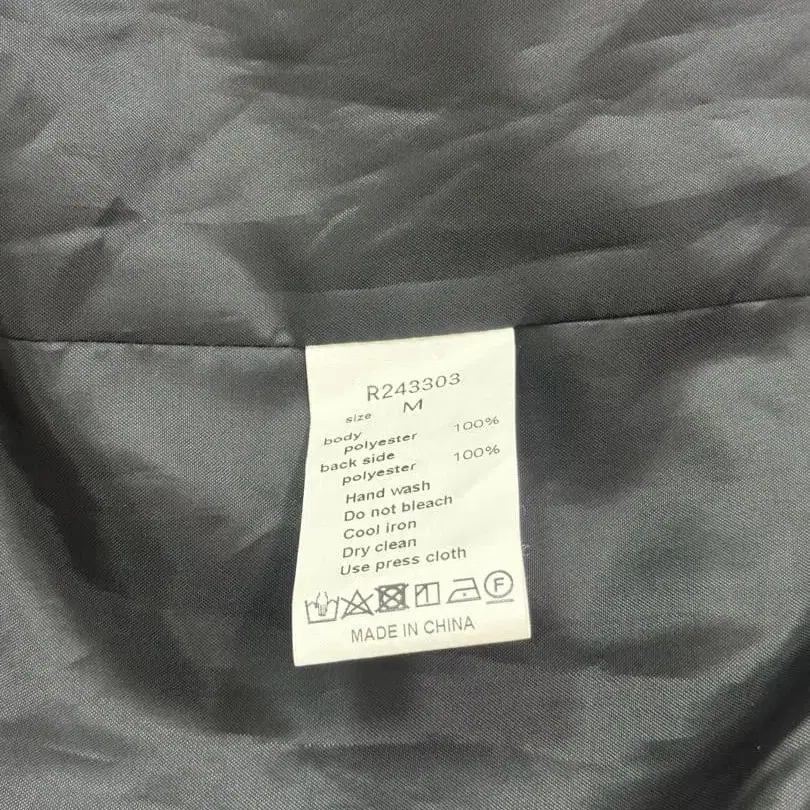 R243303
size M
body
polyester 100%
back side
polyester 100%
Hand wash
Do not bleach
Cool iron
Dry clean
Use press cloth
F
MADE IN CHINA